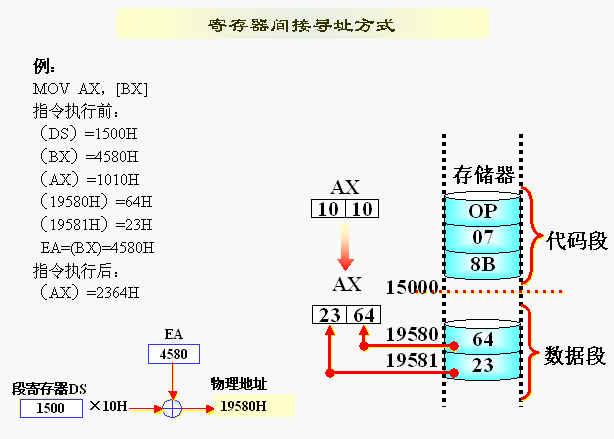 寄存器间接寻址方式
例：
MOV AX，[BX]
指令执行前：
（DS）=1500H
（BX）=4580H
（AX）=1010H
（19580H）=64H
（19581H）=23H
EA=(BX)=4580H
指令执行后：
（AX）=2364H
EA
4580
段寄存器DS
1500
×10H
物理地址
19580H
AX
10 10
AX
23 64
存储器
OP
07
8B
代码段
15000
19580
64
19581
23
数据段